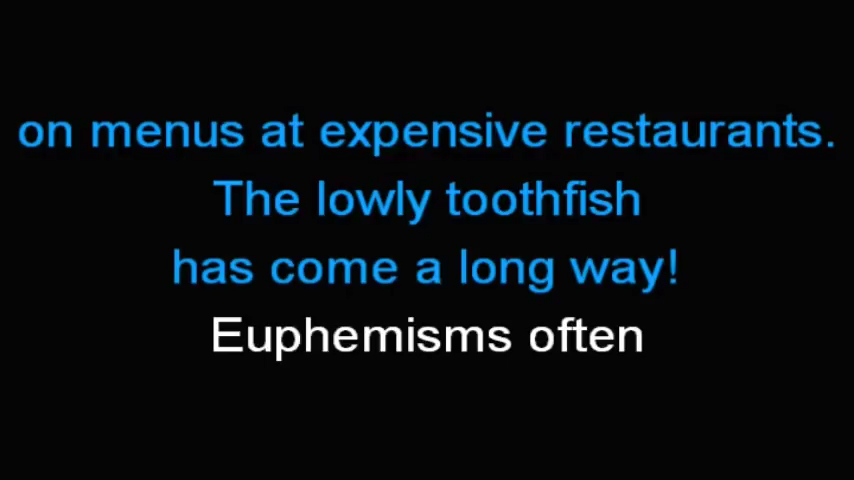 on menus at expensive restaurants.
The lowly toothfish
has come a long way!
Euphemisms often